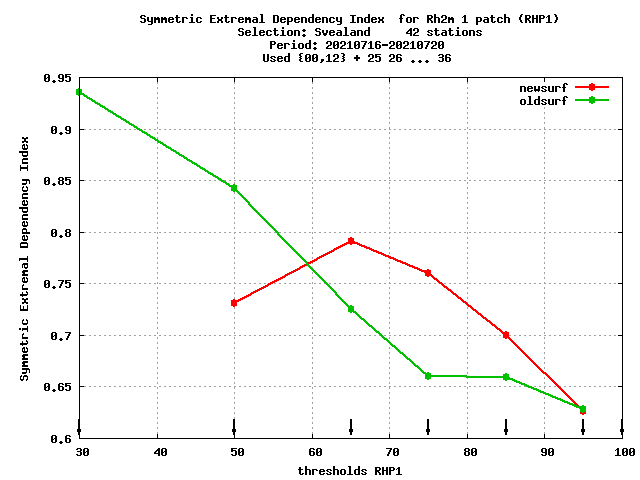 Symmetric Extremal Dependency Index  for Rh2m 1 patch (RHP1)
Selection: Svealand     42 stations
Period: 20210716-20210720
Used {00,12} + 25 26 ... 36
newsurf
oldsurf
Symmetric Extremal Dependency Index
0.95
0.9
0.85
0.8
0.75
0.7
0.65
0.6
30 40 50 60 70 80 90 100
thresholds RHP1